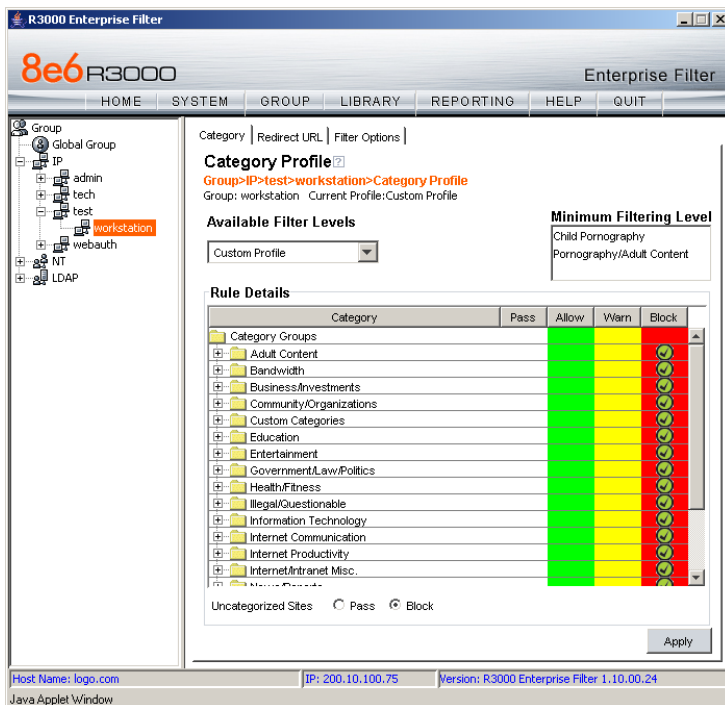 R3000 Enterprise Filter
8e6 R3000
Enterprise Filter
HOME SYSTEM GROUP LIBRARY REPORTING HELP QUIT
Group
Global Group
IP
admin
tech
test
workstation
webauth
NT
LDAP
Category Redirect URL Filter Options
Category Profile ?
Group>IP>test>workstation>Category Profile
Group: workstation Current Profile:Custom Profile
Available Filter Levels
Custom Profile
Minimum Filtering Level
Child Pornography
Pornography/Adult Content
Rule Details
Category Pass Allow Warn Block
Category Groups
Adult Content
Bandwidth
Business/Investments
Community/Organizations
Custom Categories
Education
Entertainment
Government/Law/Politics
Health/Fitness
Illegal/Questionable
Information Technology
Internet Communication
Internet Productivity
Internet/Intranet Misc.
Uncategorized Sites Pass Block
Apply
Host Name: logo.com IP: 200.10.100.75 Version: R3000 Enterprise Filter 1.10.00.24
Java Applet Window